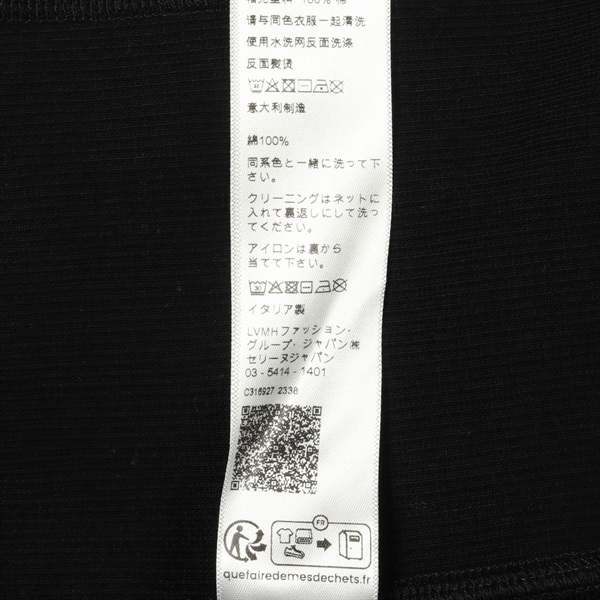 100% 棉
请与同色衣服一起清洗
使用水洗网反面洗涤
反面熨烫
意大利制造
綿100%
同系色と一緒に洗って下
さい。
クリーニングはネットに
入れて裏返しにして洗っ
てください。
アイロンは裏から
当てて下さい。
イタリア製
LVMHファッション・
グループ・ジャパン㈱
セリーヌジャパン
03 - 5414 - 1401
C316927 2338
FR
quefairedemesdechets.fr